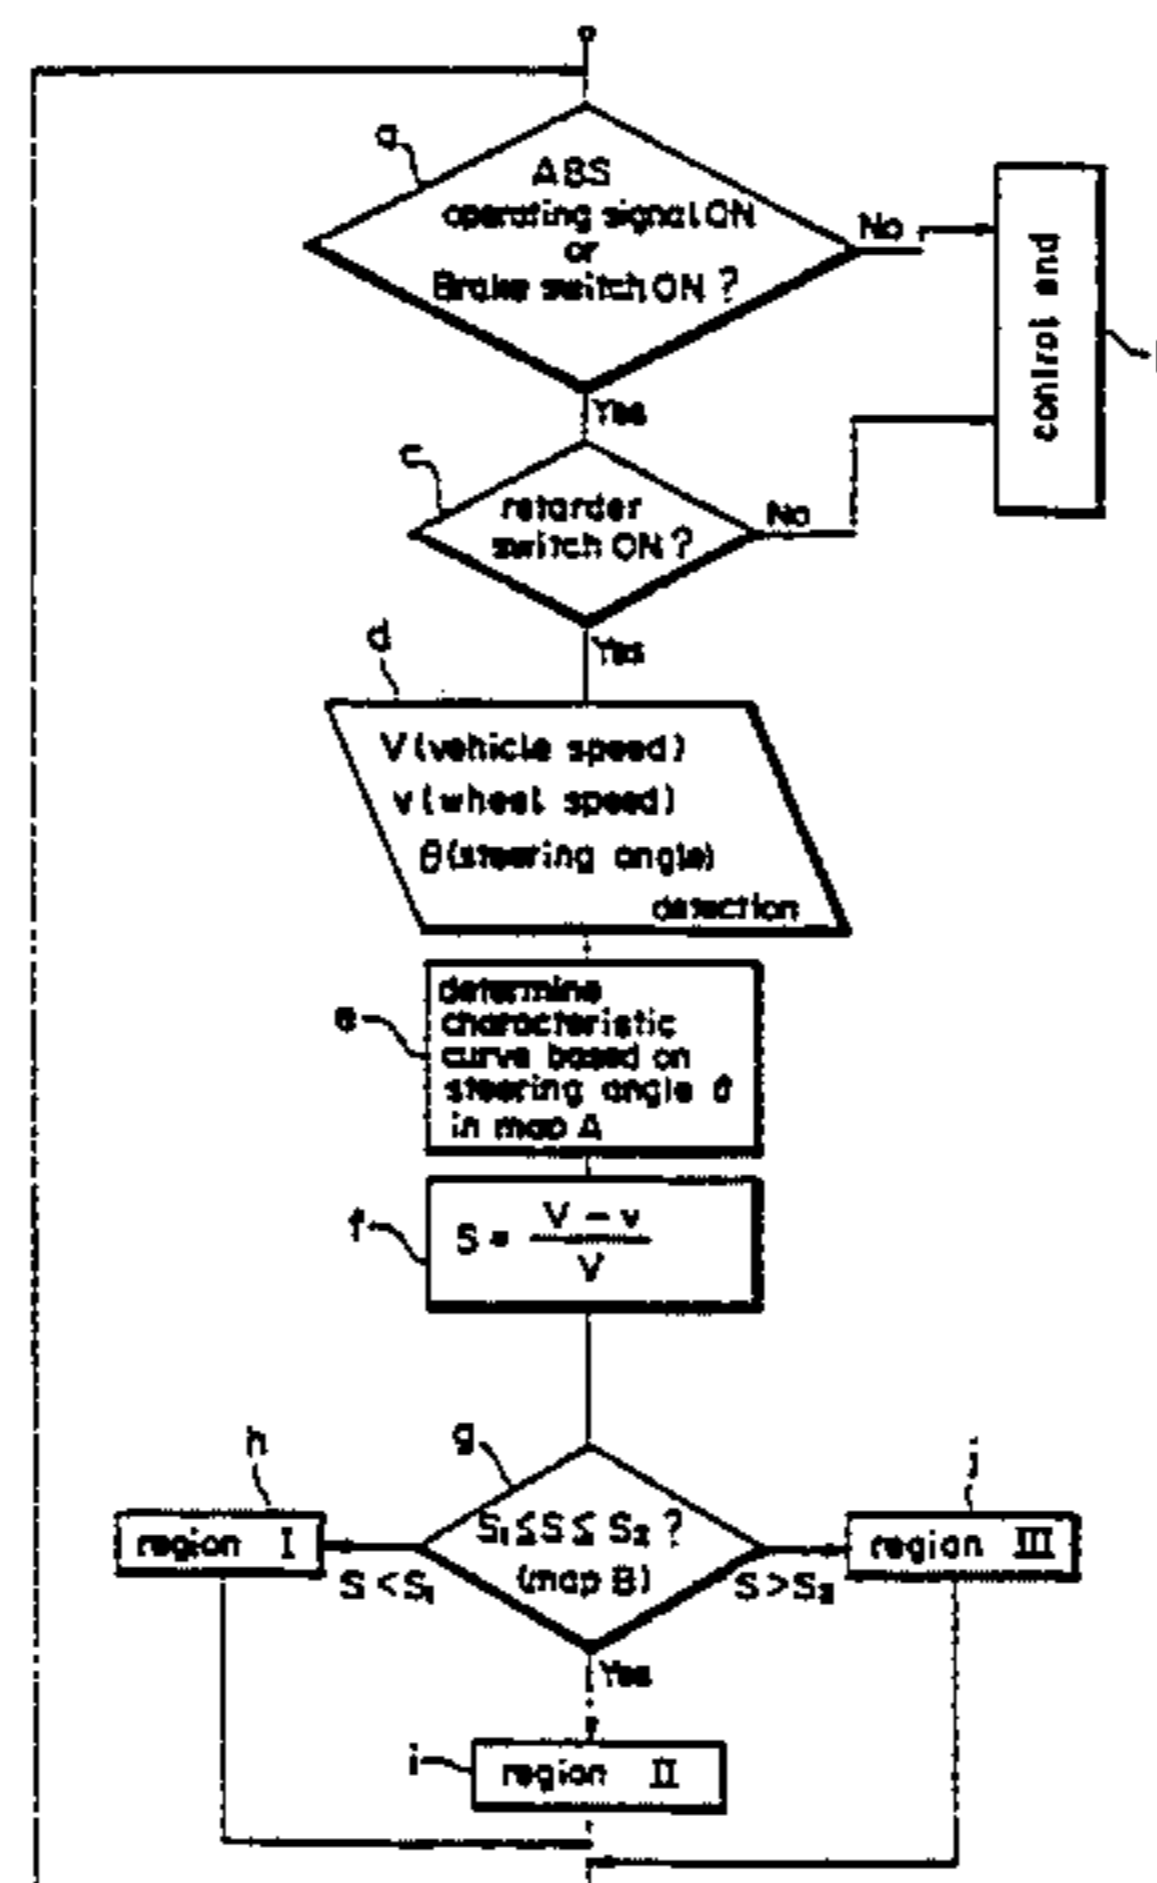 a
ABS
operating signal ON
or
Brake switch ON ?
No
control end
Yes
c
retarder
switch ON ?
No
Yes
d
V (vehicle speed)
v (wheel speed)
θ (steering angle)
detection
e
determine
characteristic
curve based on
steering angle θ
in map A
f
S = (V - v) / V
g
S₁ ≤ S ≤ S₂ ?
(map B)
h
region I
S < S₁
j
region III
S > S₂
Yes
i
region II